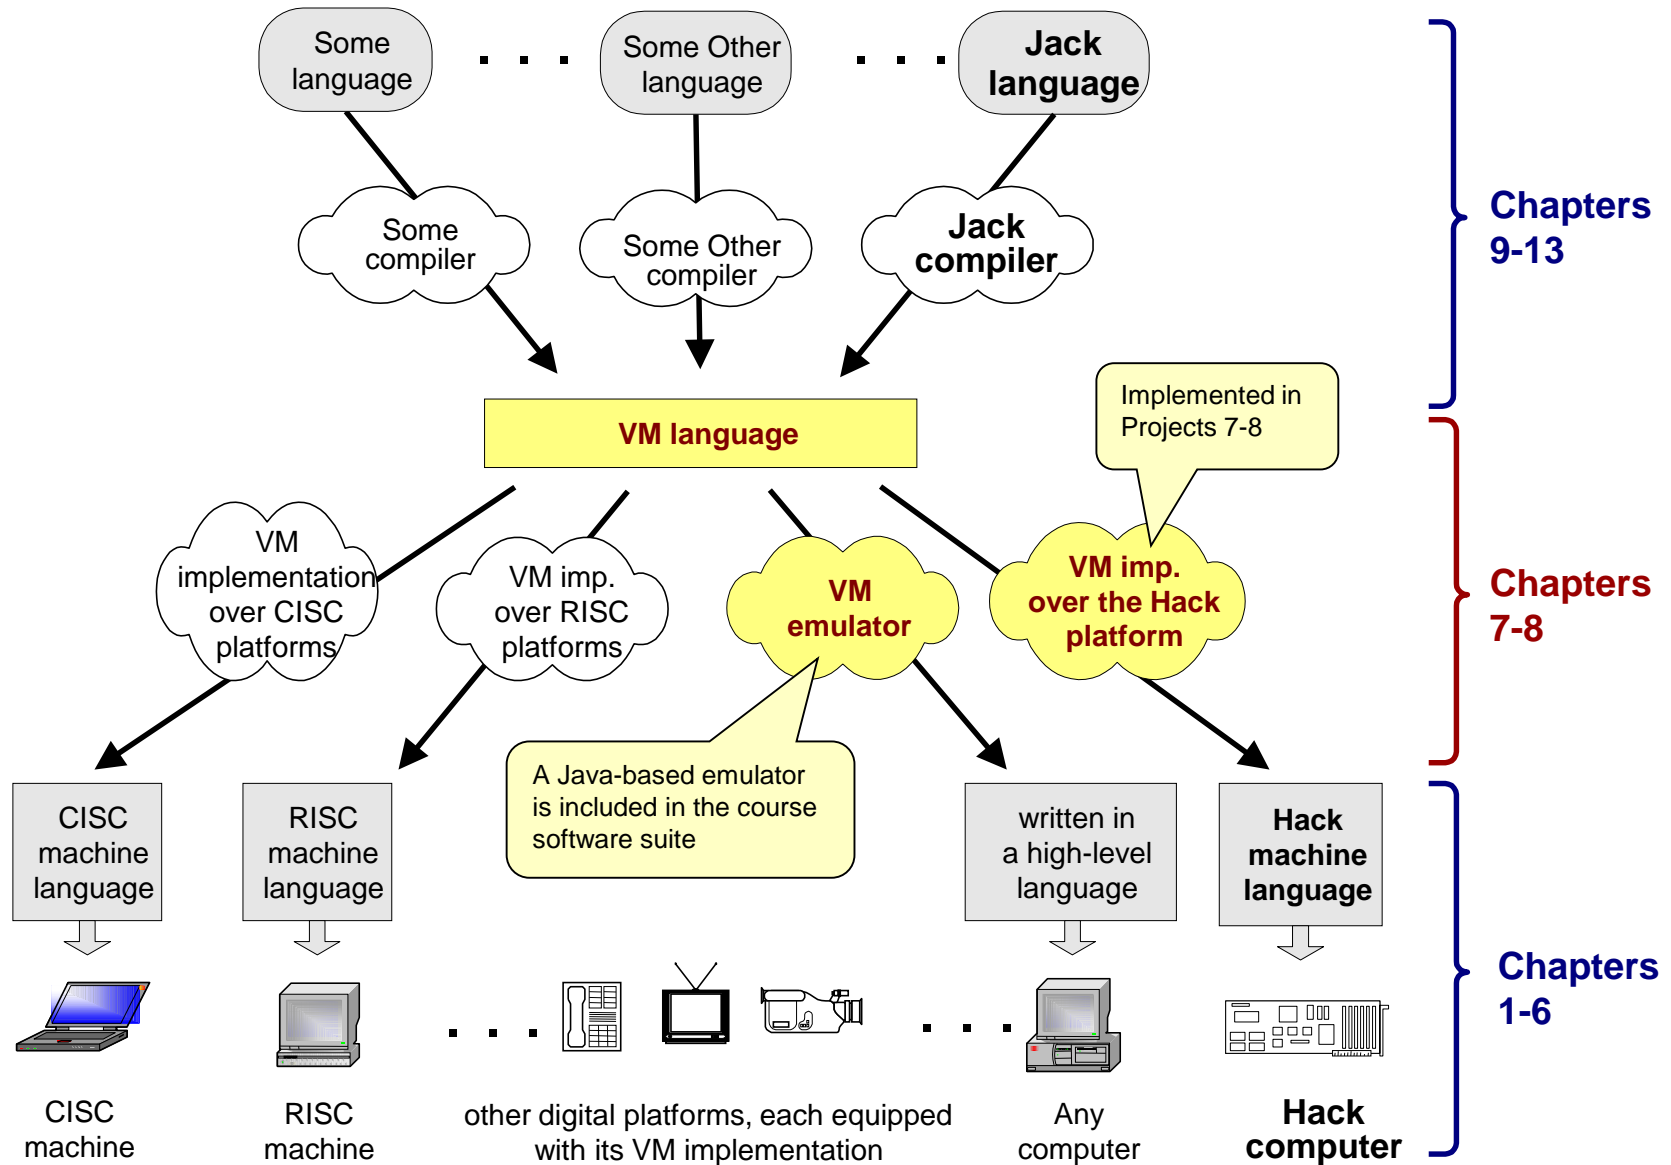 Some
language
Some Other
language
Jack
language
Some
compiler
Some Other
compiler
Jack
compiler
Chapters
9-13
VM language
Implemented in
Projects 7-8
VM
implementation
over CISC
platforms
VM imp.
over RISC
platforms
VM
emulator
VM imp.
over the Hack
platform
Chapters
7-8
A Java-based emulator
is included in the course
software suite
CISC
machine
language
RISC
machine
language
written in
a high-level
language
Hack
machine
language
Chapters
1-6
CISC
machine
RISC
machine
other digital platforms, each equipped
with its VM implementation
Any
computer
Hack
computer